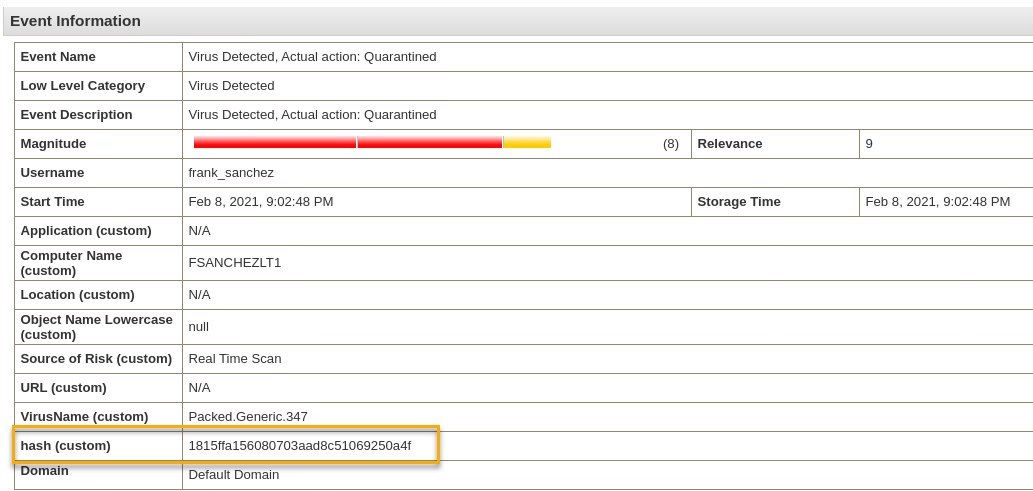 Event Information
Event Name Virus Detected, Actual action: Quarantined
Low Level Category Virus Detected
Event Description Virus Detected, Actual action: Quarantined
Magnitude (8) Relevance 9
Username frank_sanchez
Start Time Feb 8, 2021, 9:02:48 PM Storage Time Feb 8, 2021, 9:02:48 PM
Application (custom) N/A
Computer Name
(custom) FSANCHEZLT1
Location (custom) N/A
Object Name Lowercase
(custom) null
Source of Risk (custom) Real Time Scan
URL (custom) N/A
VirusName (custom) Packed.Generic.347
hash (custom) 1815ffa156080703aad8c51069250a4f
Domain Default Domain